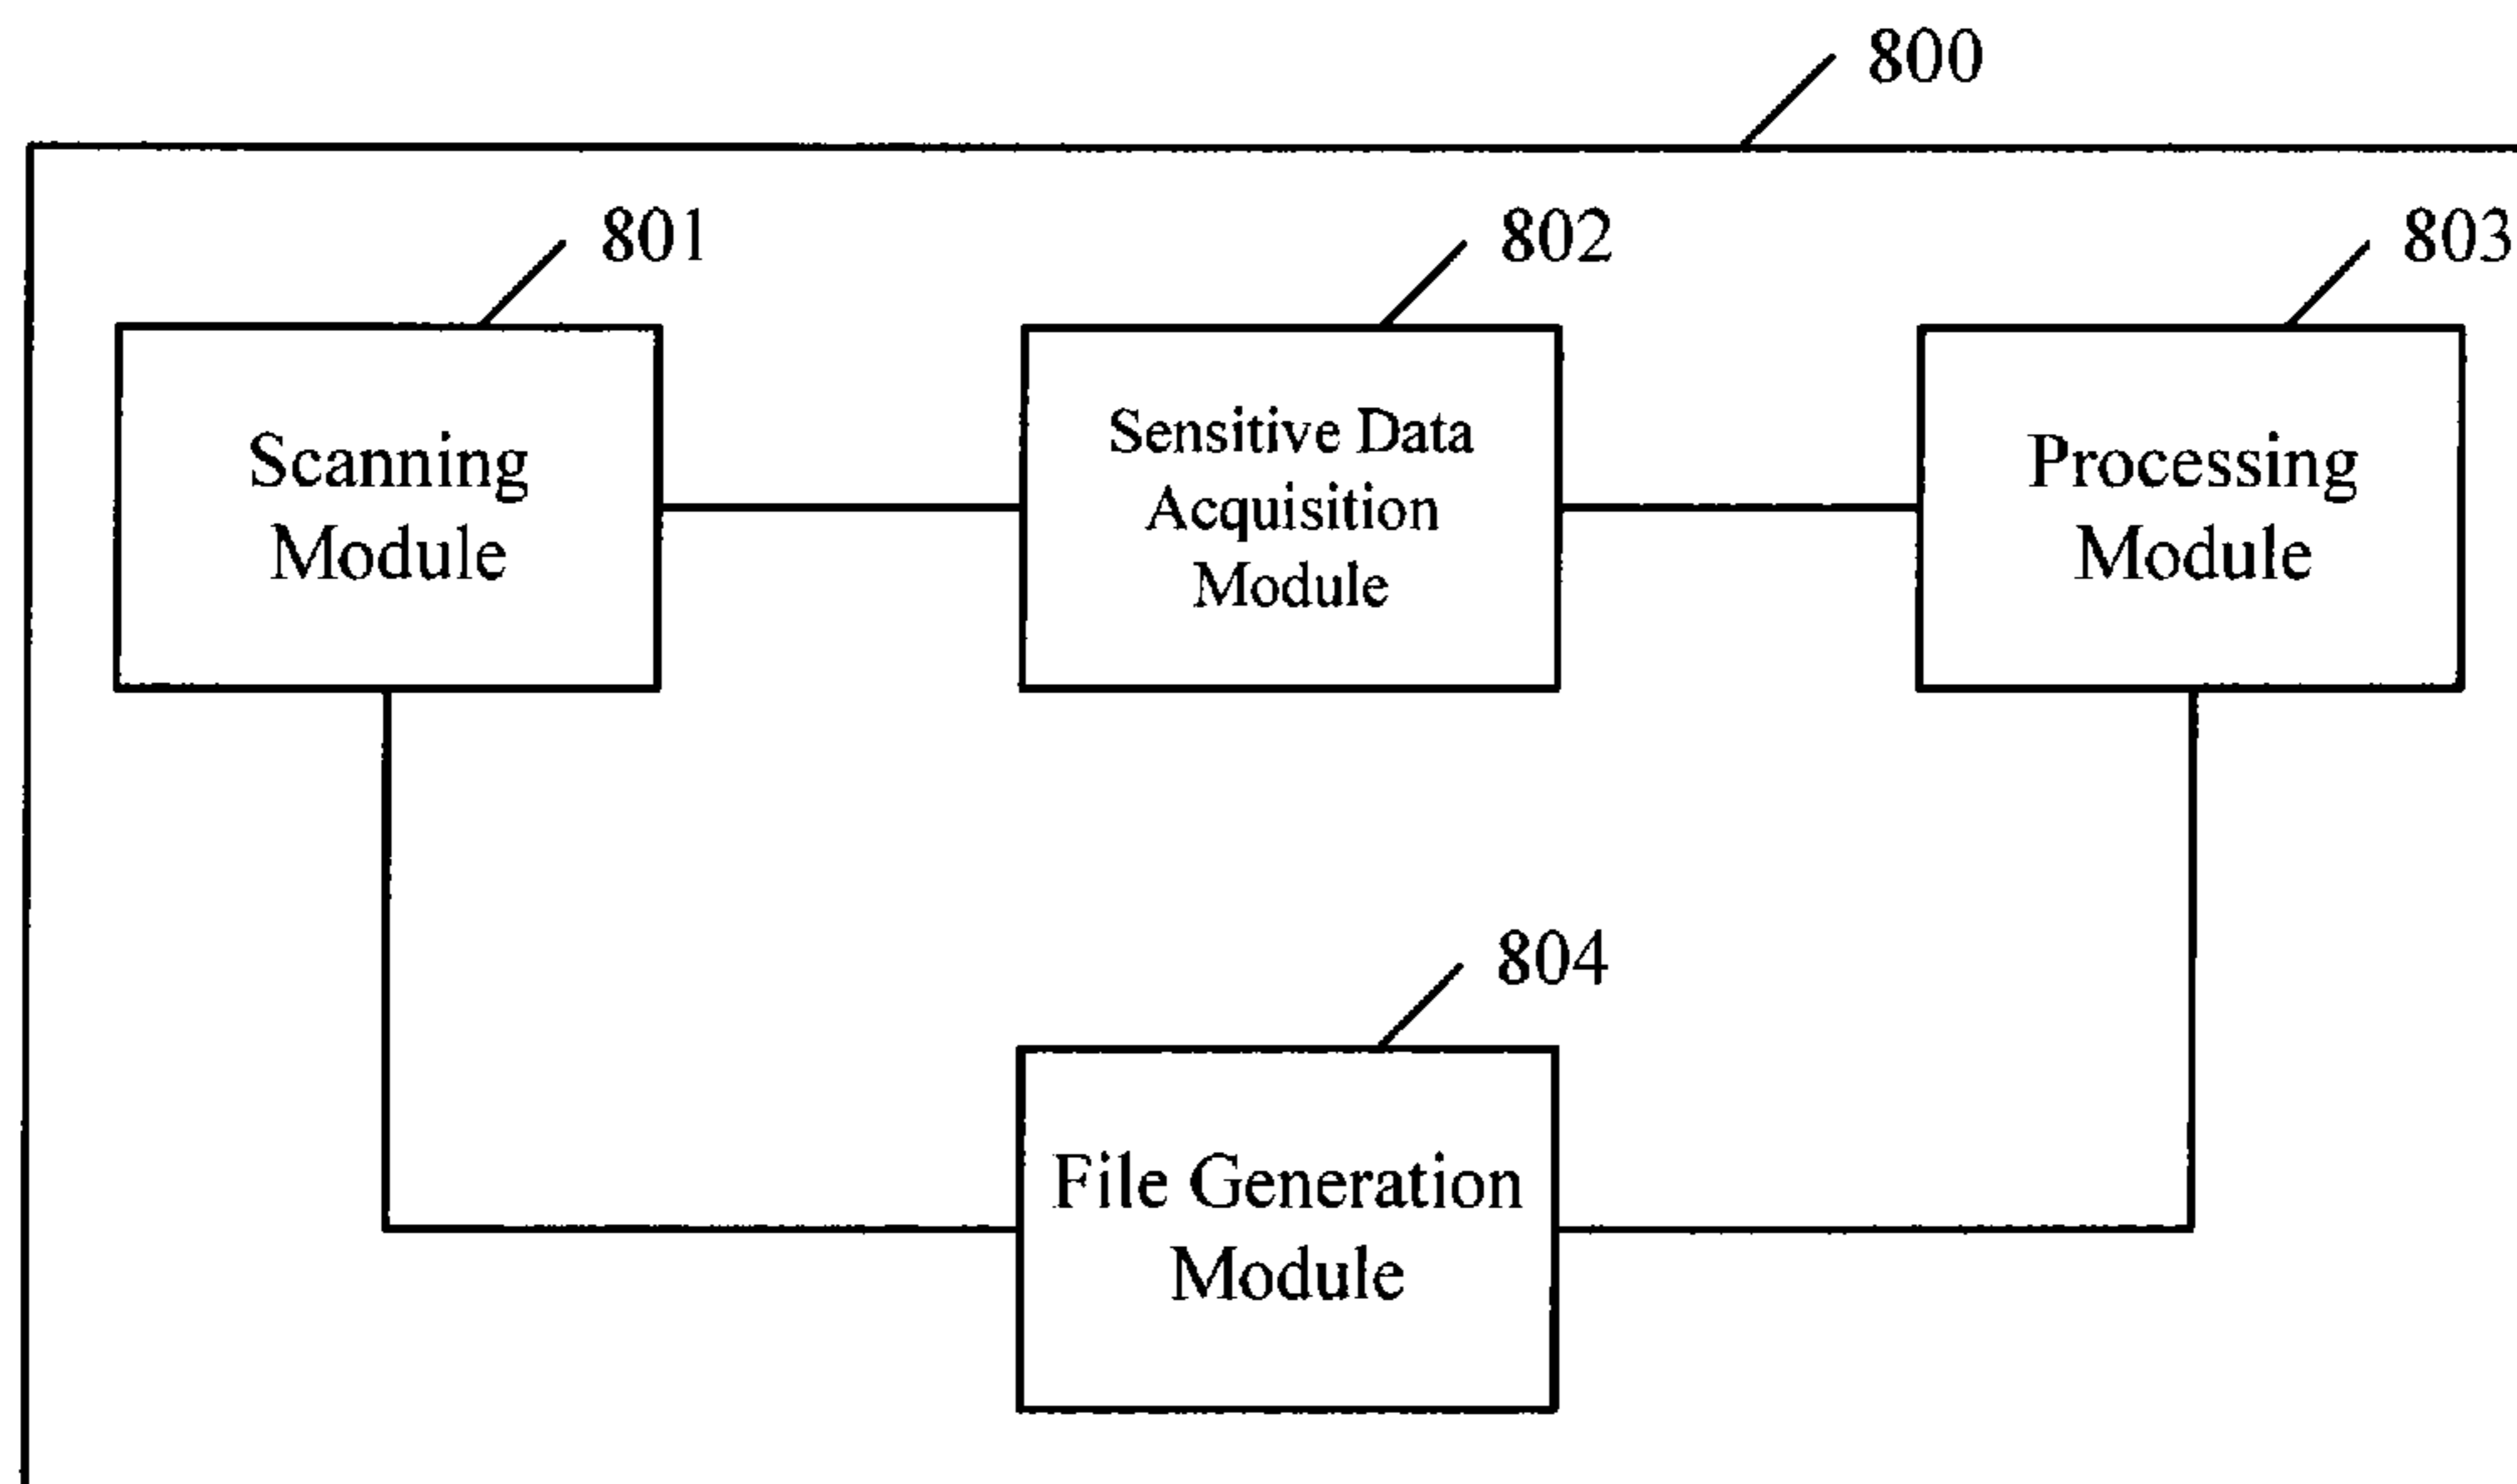 800
801
802
803
Scanning
Module
Sensitive Data
Acquisition
Module
Processing
Module
804
File Generation
Module